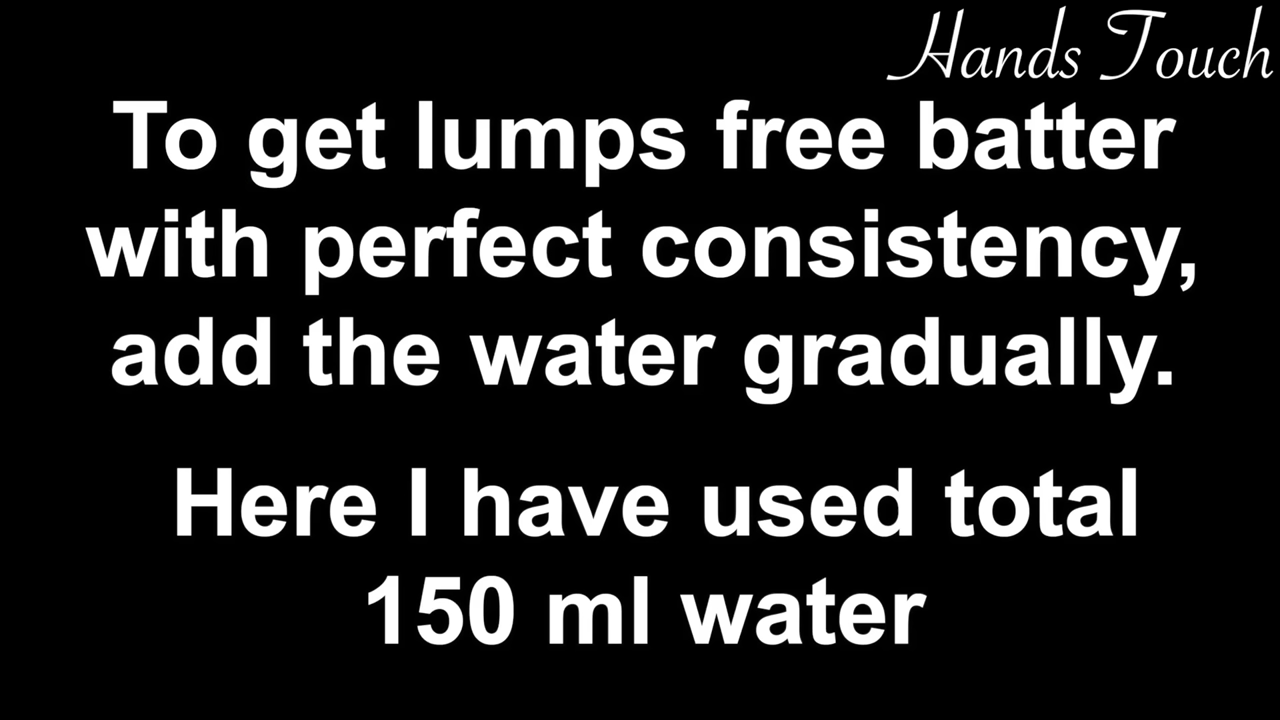 Hands Touch
To get lumps free batter
with perfect consistency,
add the water gradually.
Here I have used total
150 ml water